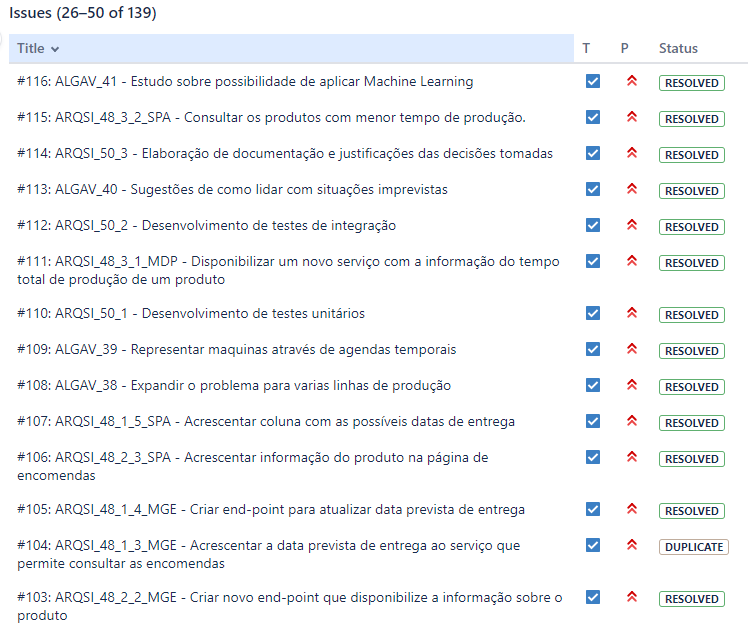 Issues (26–50 of 139)
Title T P Status
#116: ALGAV_41 - Estudo sobre possibilidade de aplicar Machine Learning RESOLVED
#115: ARQSI_48_3_2_SPA - Consultar os produtos com menor tempo de produção. RESOLVED
#114: ARQSI_50_3 - Elaboração de documentação e justificações das decisões tomadas RESOLVED
#113: ALGAV_40 - Sugestões de como lidar com situações imprevistas RESOLVED
#112: ARQSI_50_2 - Desenvolvimento de testes de integração RESOLVED
#111: ARQSI_48_3_1_MDP - Disponibilizar um novo serviço com a informação do tempo
total de produção de um produto RESOLVED
#110: ARQSI_50_1 - Desenvolvimento de testes unitários RESOLVED
#109: ALGAV_39 - Representar maquinas através de agendas temporais RESOLVED
#108: ALGAV_38 - Expandir o problema para varias linhas de produção RESOLVED
#107: ARQSI_48_1_5_SPA - Acrescentar coluna com as possíveis datas de entrega RESOLVED
#106: ARQSI_48_2_3_SPA - Acrescentar informação do produto na página de
encomendas RESOLVED
#105: ARQSI_48_1_4_MGE - Criar end-point para atualizar data prevista de entrega RESOLVED
#104: ARQSI_48_1_3_MGE - Acrescentar a data prevista de entrega ao serviço que
permite consultar as encomendas DUPLICATE
#103: ARQSI_48_2_2_MGE - Criar novo end-point que disponibilize a informação sobre o
produto RESOLVED